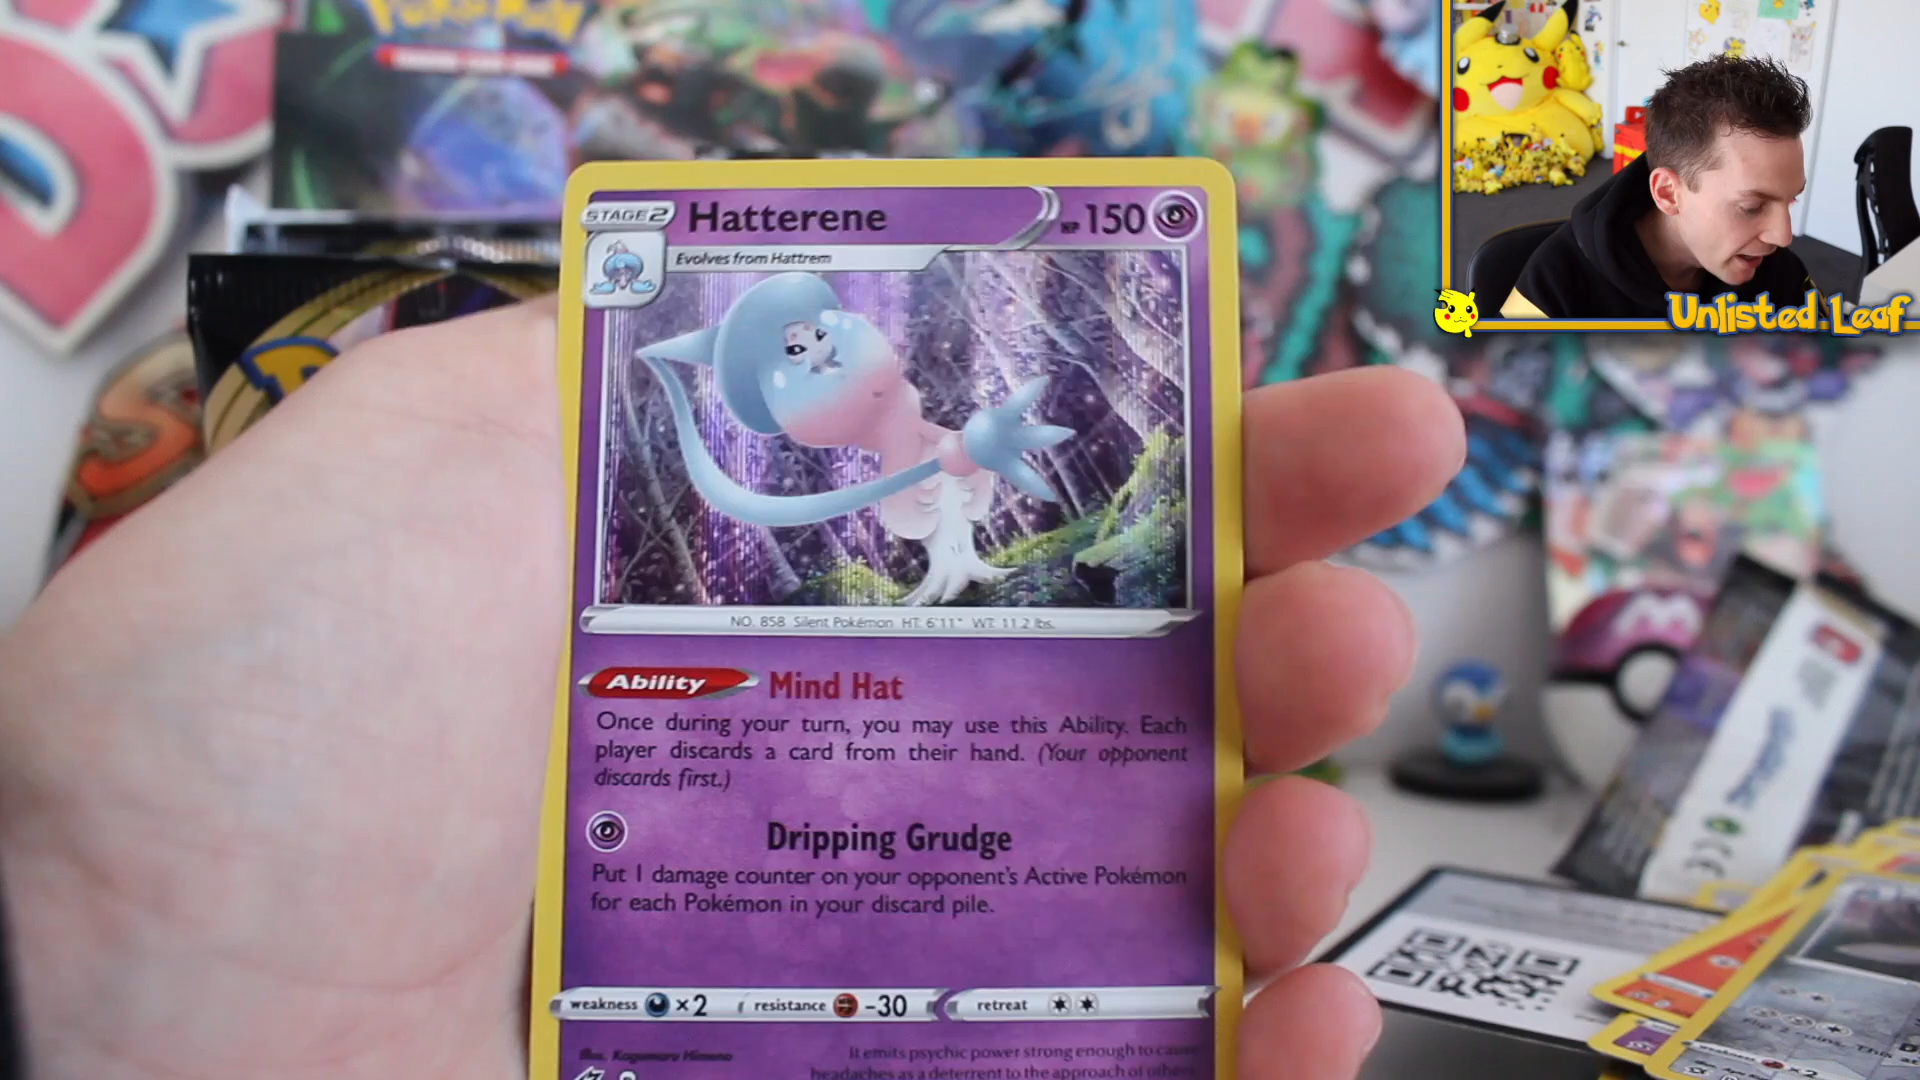 POKéMON
STAGE 2
Hatterene
HP 150
Evolves from Hattrem
NO. 858 Silent Pokémon HT: 6'11" WT: 11.2 lbs.
Ability Mind Hat
Once during your turn, you may use this Ability. Each
player discards a card from their hand. (Your opponent
discards first.)
Dripping Grudge
Put 1 damage counter on your opponent's Active Pokémon
for each Pokémon in your discard pile.
weakness ×2 resistance -30 retreat
Illus. Kagemaru Himeno
It emits psychic power strong enough to cause
headaches as a deterrent to the approach of others.
Unlisted Leaf